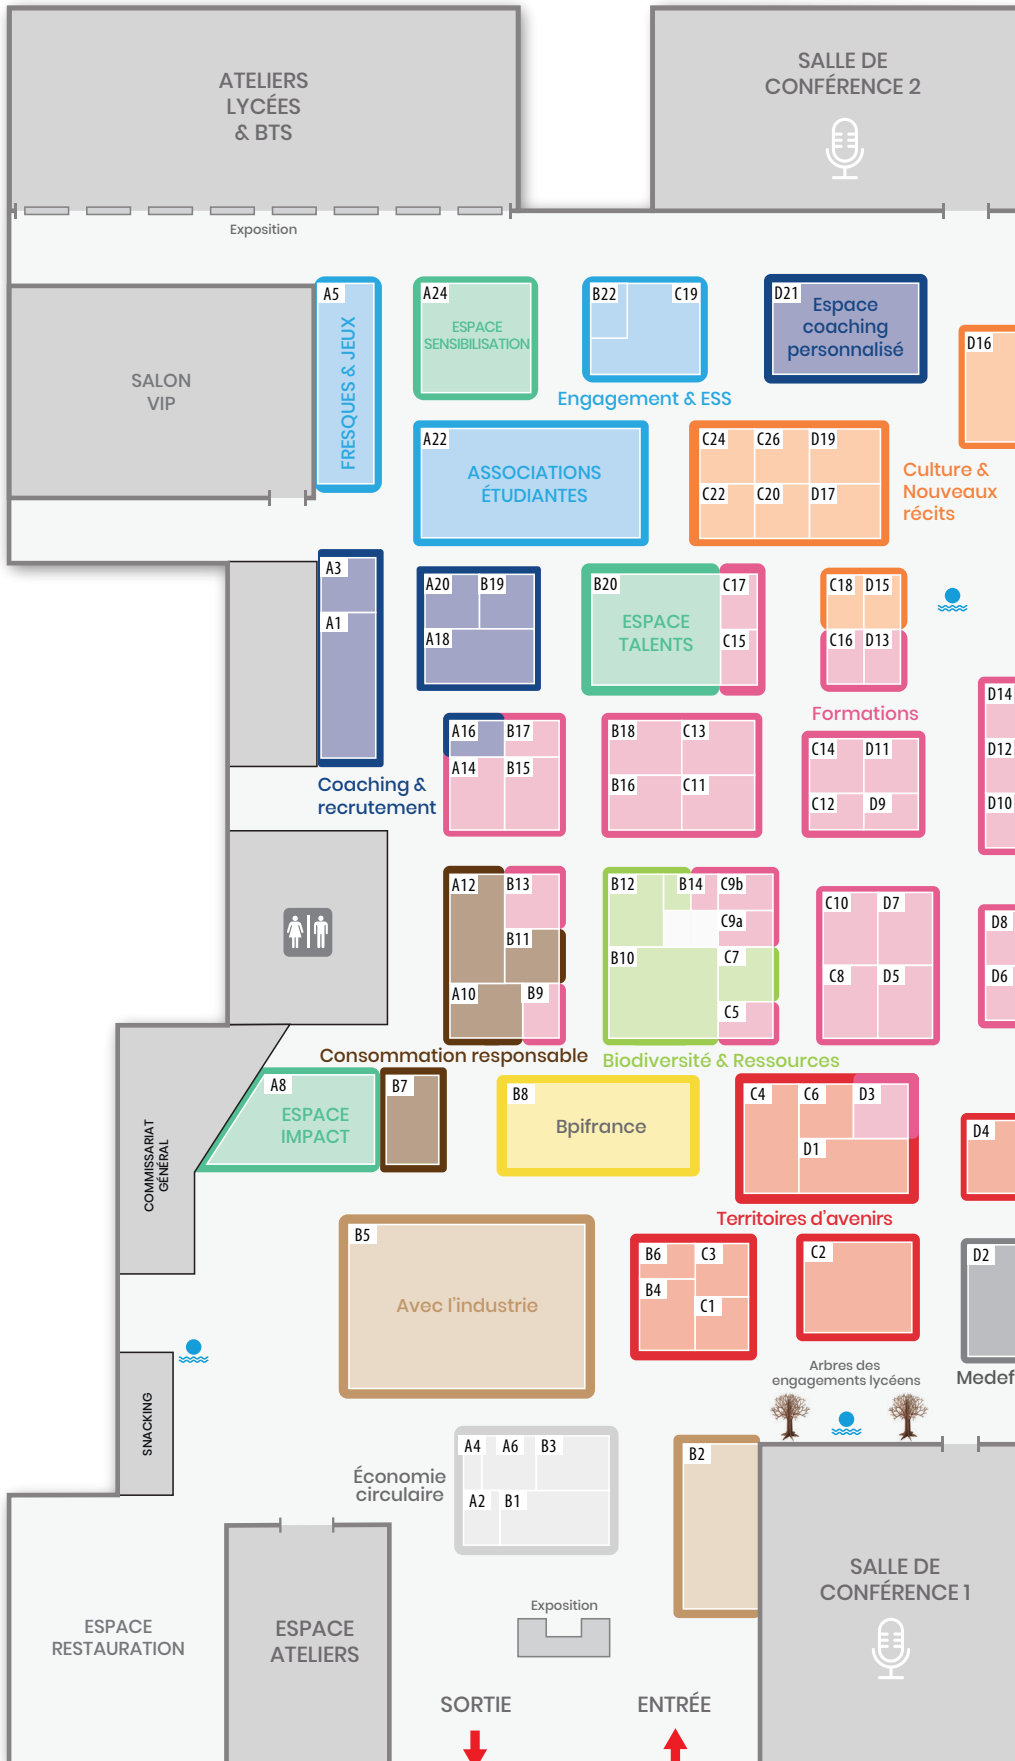 ATELIERS
LYCÉES
& BTS
SALLE DE
CONFÉRENCE 2
Exposition
A5
FRESQUES & JEUX
A24
ESPACE
SENSIBILISATION
B22
C19
D21
Espace
coaching
personnalisé
D16
SALON
VIP
Engagement & ESS
A22
ASSOCIATIONS
ÉTUDIANTES
C24
C26
D19
C22
C20
D17
Culture &
Nouveaux
récits
A3
A1
A20
B19
A18
B20
ESPACE
TALENTS
C17
C15
C18
D15
C16
D13
Formations
D14
D12
D10
A16
B17
A14
B15
B18
C13
B16
C11
C14
D11
C12
D9
Coaching &
recrutement
A12
B13
B11
A10
B9
B12
B14
C9b
C9a
B10
C7
C5
C10
D7
C8
D5
D8
D6
Consommation responsable
Biodiversité & Ressources
A8
ESPACE
IMPACT
B7
B8
Bpifrance
C4
C6
D3
D1
D4
COMMISSARIAT
GÉNÉRAL
Territoires d'avenirs
B5
Avec l'industrie
B6
C3
B4
C1
C2
D2
Medef
Arbres des
engagements lycéens
SNACKING
A4
A6
B3
A2
B1
Économie
circulaire
B2
SALLE DE
CONFÉRENCE 1
Exposition
ESPACE
RESTAURATION
ESPACE
ATELIERS
SORTIE
ENTRÉE